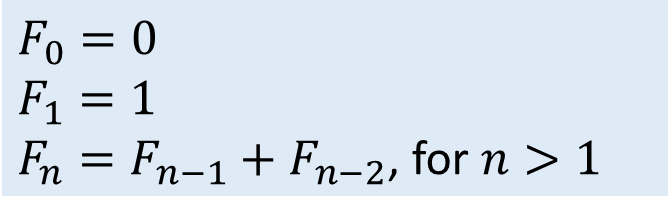 F₀ = 0
F₁ = 1
Fₙ = Fₙ₋₁ + Fₙ₋₂, for n > 1